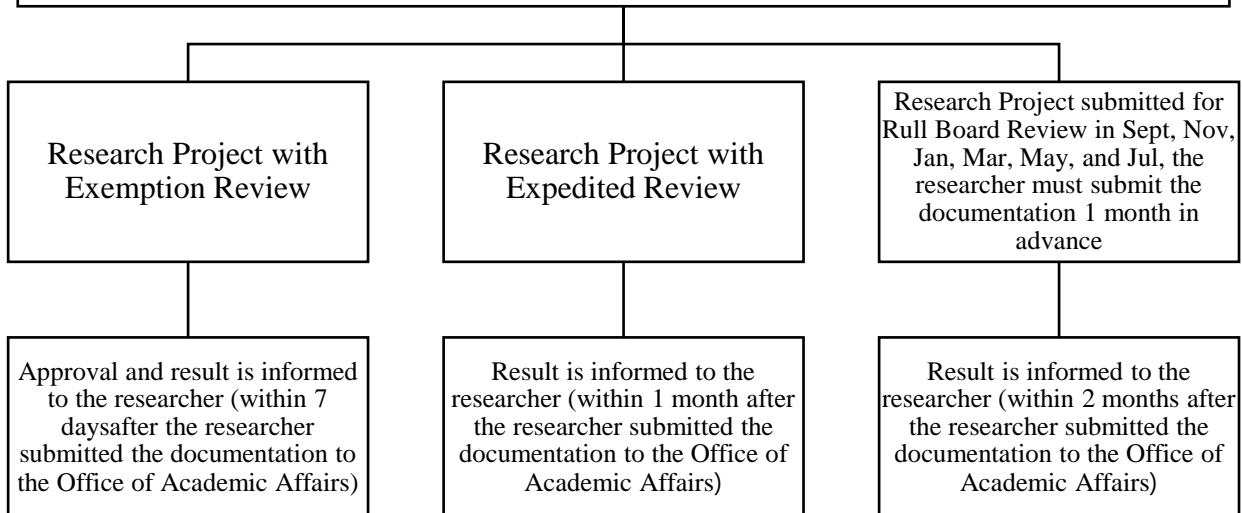 Research Project with
Exemption Review
Research Project with
Expedited Review
Research Project submitted for
Rull Board Review in Sept, Nov,
Jan, Mar, May, and Jul, the
researcher must submit the
documentation 1 month in
advance
Approval and result is informed
to the researcher (within 7
daysafter the researcher
submitted the documentation to
the Office of Academic Affairs)
Result is informed to the
researcher (within 1 month after
the researcher submitted the
documentation to the Office of
Academic Affairs)
Result is informed to the
researcher (within 2 months after
the researcher submitted the
documentation to the Office of
Academic Affairs)